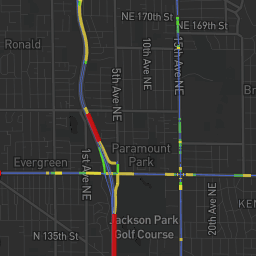 NE 170th St
NE 169th St
Ronald
5th Ave NE
10th Ave NE
15th Ave NE
Paramount
Park
Evergreen
1st Ave NE
20th Ave NE
Jackson Park
Golf Course
N 135th St